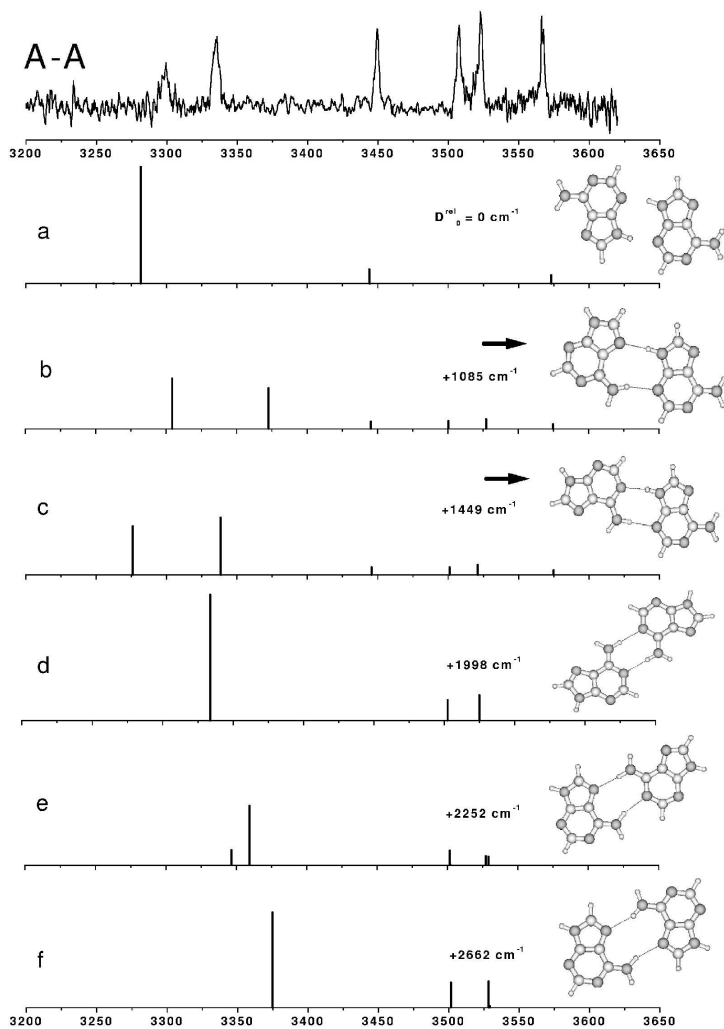 A-A
3200 3250 3300 3350 3400 3450 3500 3550 3600 3650
a
D₀ʳᵉˡ = 0 cm⁻¹
b
+1085 cm⁻¹
c
+1449 cm⁻¹
d
+1998 cm⁻¹
e
+2252 cm⁻¹
f
+2662 cm⁻¹
3200 3250 3300 3350 3400 3450 3500 3550 3600 3650